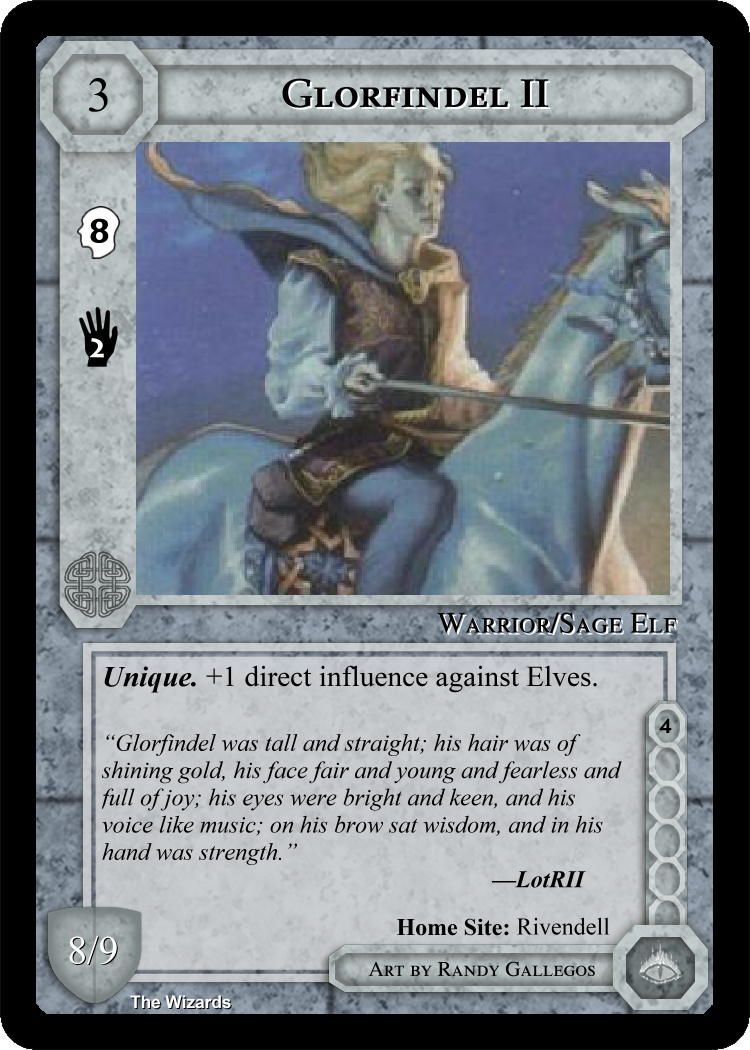 3
Glorfindel II
8
2
Warrior/Sage Elf
Unique. +1 direct influence against Elves.
“Glorfindel was tall and straight; his hair was of
shining gold, his face fair and young and fearless and
full of joy; his eyes were bright and keen, and his
voice like music; on his brow sat wisdom, and in his
hand was strength.”
—LotRII
4
Home Site: Rivendell
8/9
Art by Randy Gallegos
The Wizards